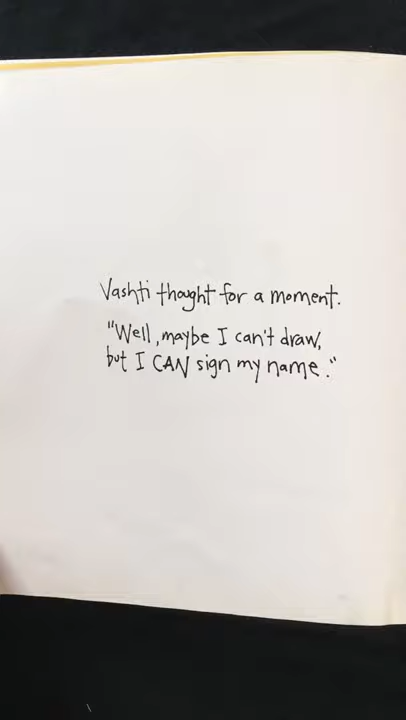 Vashti thought for a moment.
"Well, maybe I can't draw,
but I CAN sign my name."